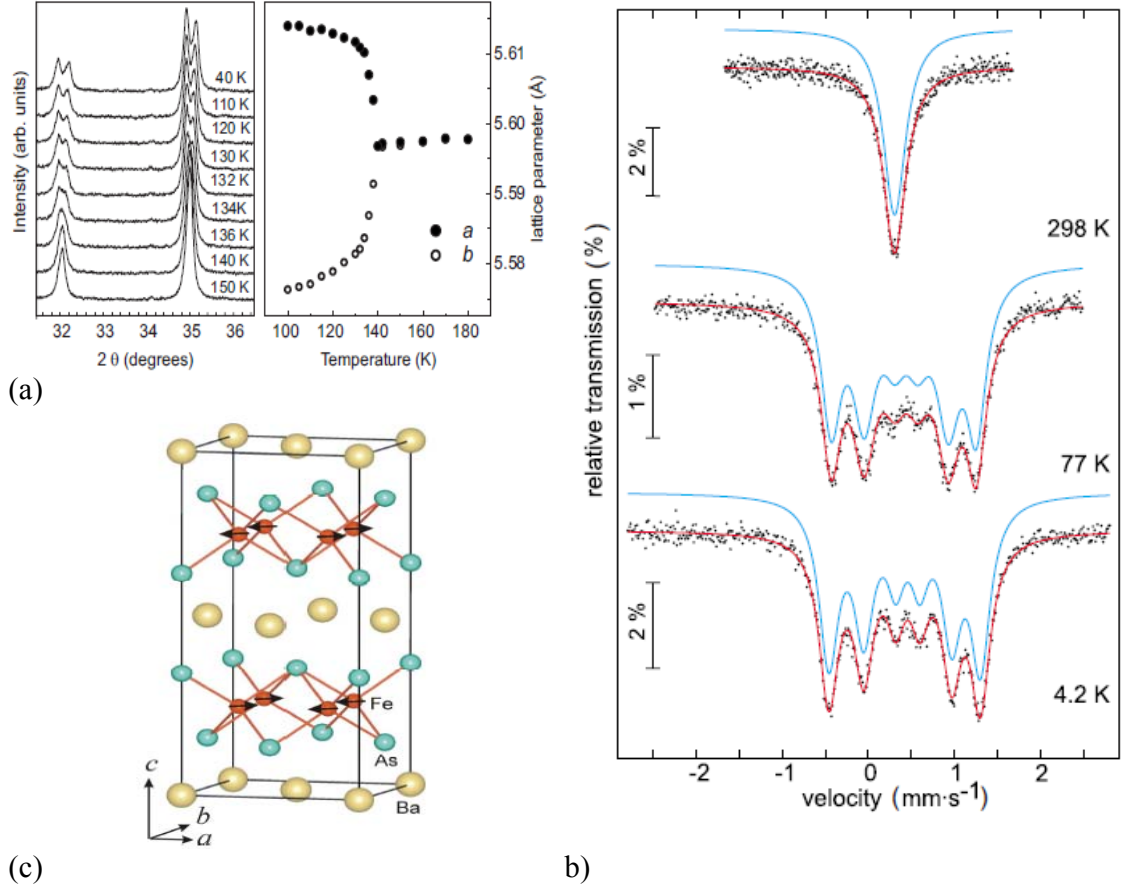 Intensity (arb. units)
40 K
110 K
120 K
130 K
132 K
134K
136 K
140 K
150 K
32 33 34 35 36
2 θ (degrees)
5.61
5.60
5.59
5.58
lattice parameter (Å)
a
b
100 120 140 160 180
Temperature (K)
(a)
relative transmission (%)
2 %
298 K
1 %
77 K
2 %
4.2 K
-2 -1 0 1 2
velocity (mm·s⁻¹)
b)
Fe
As
Ba
c
b
a
(c)